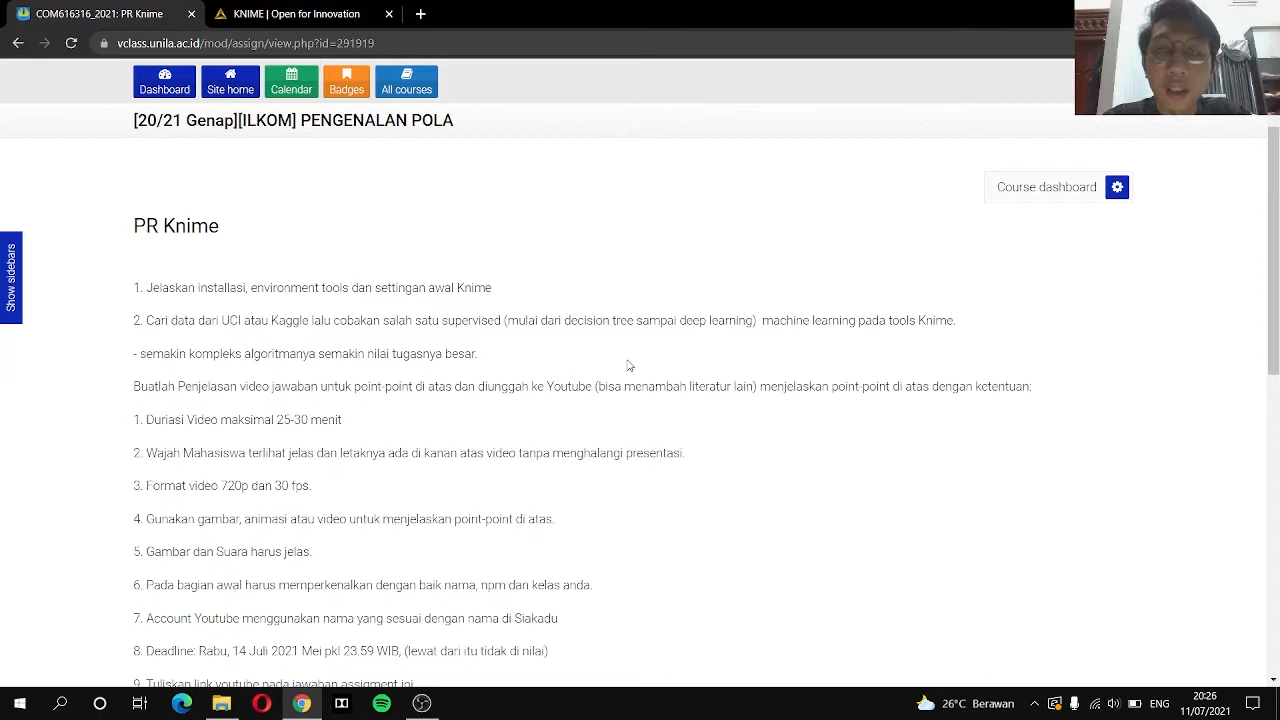 COM616316_2021: PR Knime
KNIME | Open for Innovation
vclass.unila.ac.id/mod/assign/view.php?id=291910
Dashboard
Site home
Calendar
Badges
All courses
[20/21 Genap][ILKOM] PENGENALAN POLA
Course dashboard
Show sidebars
PR Knime
1. Jelaskan installasi, environment tools dan settingan awal Knime
2. Cari data dari UCI atau Kaggle lalu cobakan salah satu supervised (mulai dari decision tree sampai deep learning) machine learning pada tools Knime.
- semakin kompleks algoritmanya semakin nilai tugasnya besar.
Buatlah Penjelasan video jawaban untuk point-point di atas dan diunggah ke Youtube (bisa menambah literatur lain) menjelaskan point-point di atas dengan ketentuan:
1. Duriasi Video maksimal 25-30 menit
2. Wajah Mahasiswa terlihat jelas dan letaknya ada di kanan atas video tanpa menghalangi presentasi.
3. Format video 720p dan 30 fps.
4. Gunakan gambar, animasi atau video untuk menjelaskan point-point di atas.
5. Gambar dan Suara harus jelas.
6. Pada bagian awal harus memperkenalkan dengan baik nama, npm dan kelas anda.
7. Account Youtube menggunakan nama yang sesuai dengan nama di Siakadu
8. Deadline: Rabu, 14 Juli 2021 Mei pkl 23.59 WIB, (lewat dari itu tidak di nilai)
9. Tuliskan link youtube pada jawaban assigment ini
26°C Berawan
ENG
20:26
11/07/2021